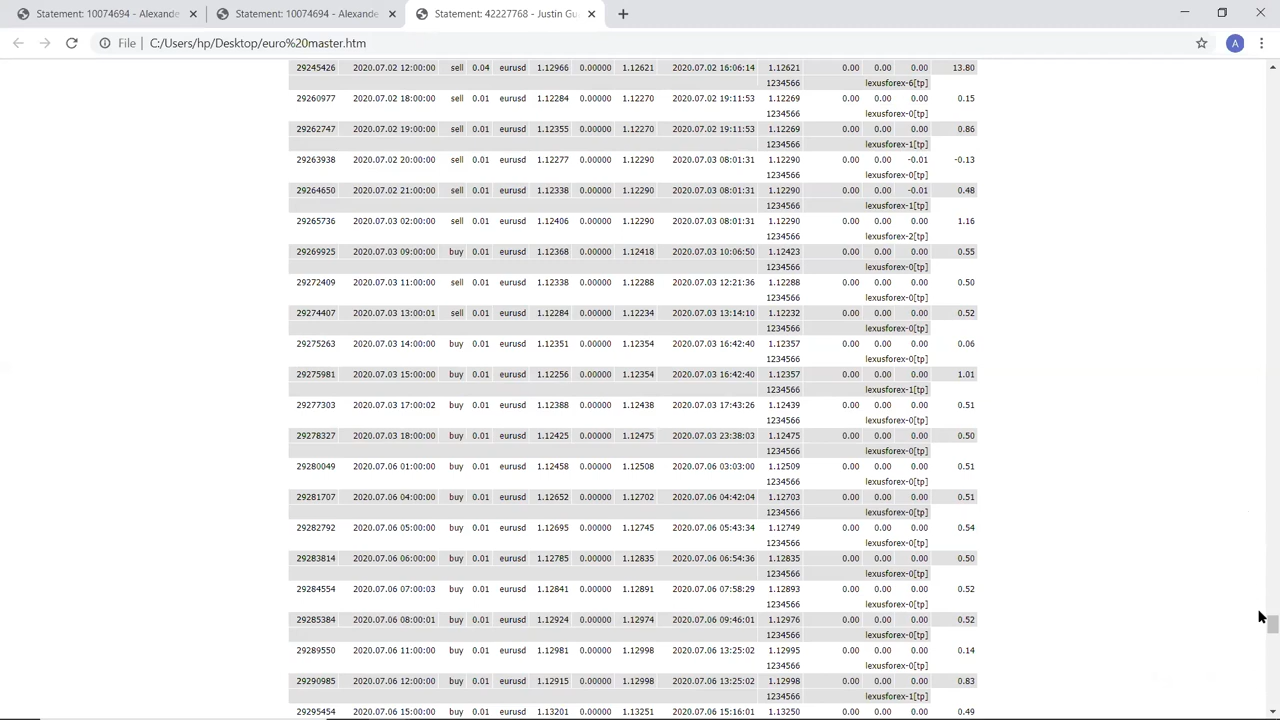 Statement: 10074694 - Alexande
Statement: 10074694 - Alexande
Statement: 42227768 - Justin Gu
File
C:/Users/hp/Desktop/euro%20master.htm
A
29245426 2020.07.02 12:00:00 sell 0.04 eurusd 1.12966 0.00000 1.12621 2020.07.02 16:06:14 1.12621 0.00 0.00 0.00 13.80
1234566 lexusforex-6[tp]
29260977 2020.07.02 18:00:00 sell 0.01 eurusd 1.12284 0.00000 1.12270 2020.07.02 19:11:53 1.12269 0.00 0.00 0.00 0.15
1234566 lexusforex-0[tp]
29262747 2020.07.02 19:00:00 sell 0.01 eurusd 1.12355 0.00000 1.12270 2020.07.02 19:11:53 1.12269 0.00 0.00 0.00 0.86
1234566 lexusforex-1[tp]
29263938 2020.07.02 20:00:00 sell 0.01 eurusd 1.12277 0.00000 1.12290 2020.07.03 08:01:31 1.12290 0.00 0.00 -0.01 -0.13
1234566 lexusforex-0[tp]
29264650 2020.07.02 21:00:00 sell 0.01 eurusd 1.12338 0.00000 1.12290 2020.07.03 08:01:31 1.12290 0.00 0.00 -0.01 0.48
1234566 lexusforex-1[tp]
29265736 2020.07.03 02:00:00 sell 0.01 eurusd 1.12406 0.00000 1.12290 2020.07.03 08:01:31 1.12290 0.00 0.00 0.00 1.16
1234566 lexusforex-2[tp]
29269925 2020.07.03 09:00:00 buy 0.01 eurusd 1.12368 0.00000 1.12418 2020.07.03 10:06:50 1.12423 0.00 0.00 0.00 0.55
1234566 lexusforex-0[tp]
29272409 2020.07.03 11:00:00 sell 0.01 eurusd 1.12338 0.00000 1.12288 2020.07.03 12:21:36 1.12288 0.00 0.00 0.00 0.50
1234566 lexusforex-0[tp]
29274407 2020.07.03 13:00:01 sell 0.01 eurusd 1.12284 0.00000 1.12234 2020.07.03 13:14:10 1.12232 0.00 0.00 0.00 0.52
1234566 lexusforex-0[tp]
29275263 2020.07.03 14:00:00 buy 0.01 eurusd 1.12351 0.00000 1.12354 2020.07.03 16:42:40 1.12357 0.00 0.00 0.00 0.06
1234566 lexusforex-0[tp]
29275981 2020.07.03 15:00:00 buy 0.01 eurusd 1.12256 0.00000 1.12354 2020.07.03 16:42:40 1.12357 0.00 0.00 0.00 1.01
1234566 lexusforex-1[tp]
29277303 2020.07.03 17:00:02 buy 0.01 eurusd 1.12388 0.00000 1.12438 2020.07.03 17:43:26 1.12439 0.00 0.00 0.00 0.51
1234566 lexusforex-0[tp]
29278327 2020.07.03 18:00:00 buy 0.01 eurusd 1.12425 0.00000 1.12475 2020.07.03 23:38:03 1.12475 0.00 0.00 0.00 0.50
1234566 lexusforex-0[tp]
29280049 2020.07.06 01:00:00 buy 0.01 eurusd 1.12458 0.00000 1.12508 2020.07.06 03:03:00 1.12509 0.00 0.00 0.00 0.51
1234566 lexusforex-0[tp]
29281707 2020.07.06 04:00:00 buy 0.01 eurusd 1.12652 0.00000 1.12702 2020.07.06 04:42:04 1.12703 0.00 0.00 0.00 0.51
1234566 lexusforex-0[tp]
29282792 2020.07.06 05:00:00 buy 0.01 eurusd 1.12695 0.00000 1.12745 2020.07.06 05:43:34 1.12749 0.00 0.00 0.00 0.54
1234566 lexusforex-0[tp]
29283814 2020.07.06 06:00:00 buy 0.01 eurusd 1.12785 0.00000 1.12835 2020.07.06 06:54:36 1.12835 0.00 0.00 0.00 0.50
1234566 lexusforex-0[tp]
29284554 2020.07.06 07:00:03 buy 0.01 eurusd 1.12841 0.00000 1.12891 2020.07.06 07:58:29 1.12893 0.00 0.00 0.00 0.52
1234566 lexusforex-0[tp]
29285384 2020.07.06 08:00:01 buy 0.01 eurusd 1.12924 0.00000 1.12974 2020.07.06 09:46:01 1.12976 0.00 0.00 0.00 0.52
1234566 lexusforex-0[tp]
29289550 2020.07.06 11:00:00 buy 0.01 eurusd 1.12981 0.00000 1.12998 2020.07.06 13:25:02 1.12995 0.00 0.00 0.00 0.14
1234566 lexusforex-0[tp]
29290985 2020.07.06 12:00:00 buy 0.01 eurusd 1.12915 0.00000 1.12998 2020.07.06 13:25:02 1.12998 0.00 0.00 0.00 0.83
1234566 lexusforex-1[tp]
29295454 2020.07.06 15:00:00 buy 0.01 eurusd 1.13201 0.00000 1.13251 2020.07.06 15:16:01 1.13250 0.00 0.00 0.00 0.49